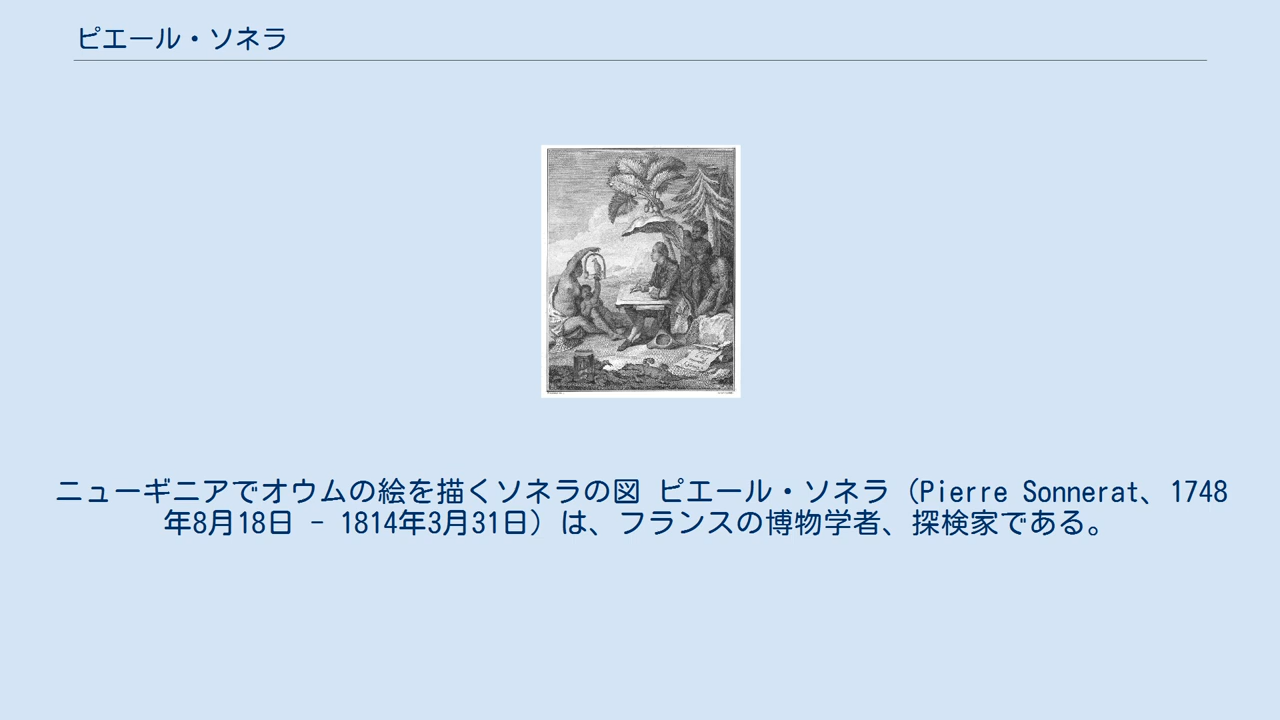 ピエール・ソネラ
ニューギニアでオウムの絵を描くソネラの図 ピエール・ソネラ（Pierre Sonnerat、1748
年8月18日 - 1814年3月31日）は、フランスの博物学者、探検家である。